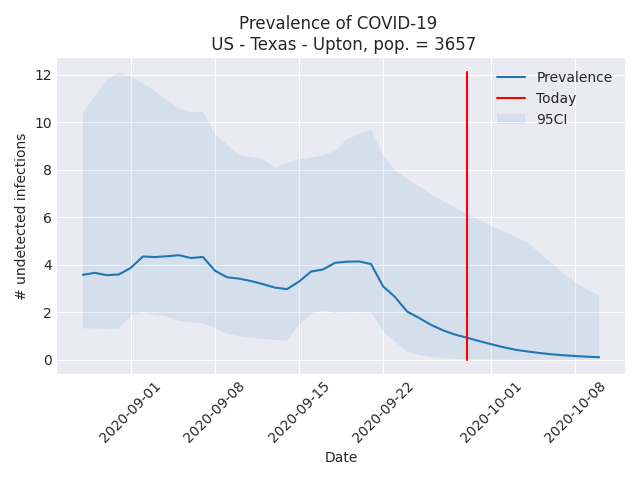 Prevalence of COVID-19
US - Texas - Upton, pop. = 3657
12
10
8
6
4
2
0
# undetected infections
Prevalence
Today
95CI
2020-09-01
2020-09-08
2020-09-15
2020-09-22
2020-10-01
2020-10-08
Date